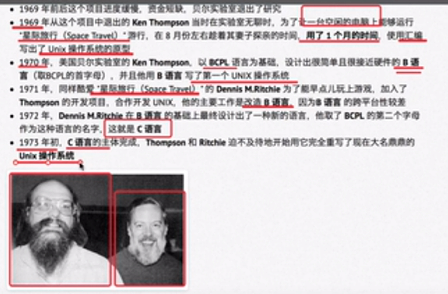 1969 年前后这个项目进度缓慢，资金短缺，贝尔实验室退出了研究
1969 年从这个项目中退出的 Ken Thompson 当时在实验室无聊时，为了让一台空闲的电脑上能够运行
"星际旅行（Space Travel）"游行，在 8 月份左右趁着其妻子探亲的时间，用了 1 个月的时间，使用汇编
写出了 Unix 操作系统的原型
1970 年，美国贝尔实验室的 Ken Thompson，以 BCPL 语言为基础，设计出很简单且很接近硬件的 B 语
言（取BCPL的首字母），并且他用 B 语言 写了第一个 UNIX 操作系统
1971 年，同样酷爱 "星际旅行（Space Travel）" 的 Dennis M.Ritchie 为了能早点儿玩上游戏，加入了
Thompson 的开发项目，合作开发 UNIX，他的主要工作是改造 B 语言，因为B 语言 的跨平台性较差
1972 年，Dennis M.Ritchie 在 B 语言 的基础上最终设计出了一种新的语言，他取了 BCPL 的第二个字母
作为这种语言的名字，这就是 C 语言
1973 年初，C 语言的主体完成，Thompson 和 Ritchie 迫不及待地开始用它完全重写了现在大名鼎鼎的
Unix 操作系统